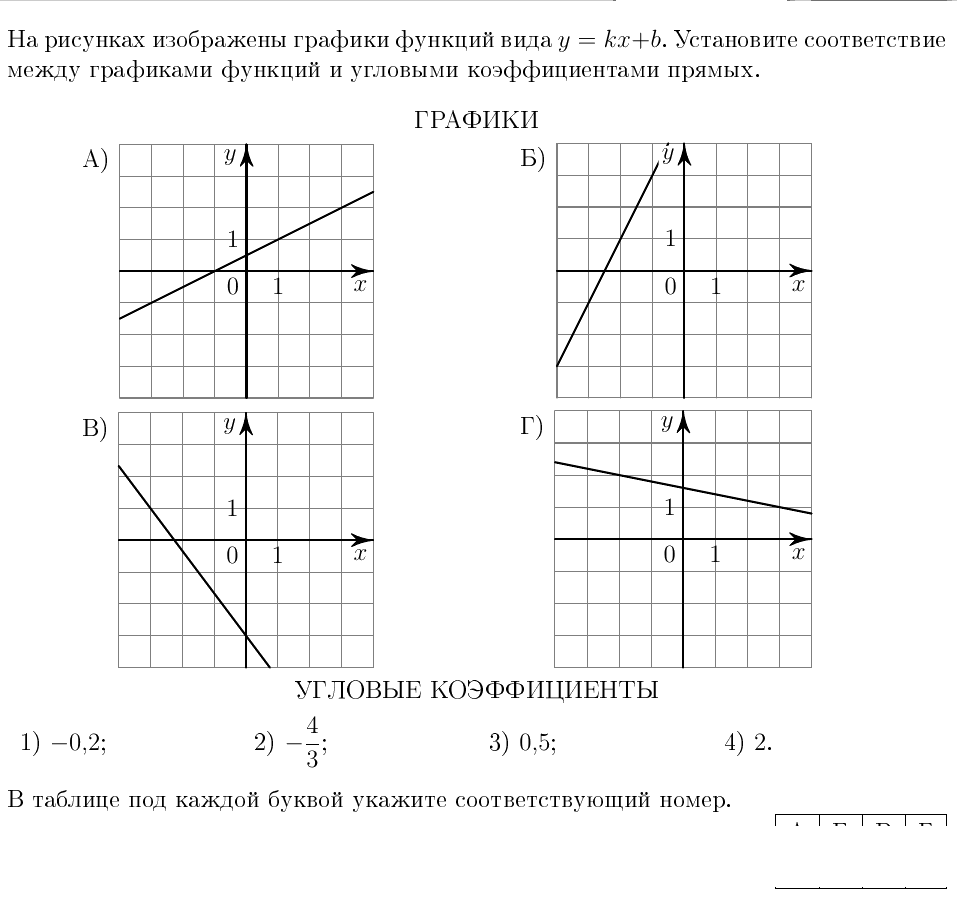 На рисунках изображены графики функций вида y = kx+b. Установите соответствие
между графиками функций и угловыми коэффициентами прямых.
ГРАФИКИ
А) y 1 0 1 x
Б) y 1 0 1 x
В) y 1 0 1 x
Г) y 1 0 1 x
УГЛОВЫЕ КОЭФФИЦИЕНТЫ
1) −0,2; 2) −4/3; 3) 0,5; 4) 2.
В таблице под каждой буквой укажите соответствующий номер.